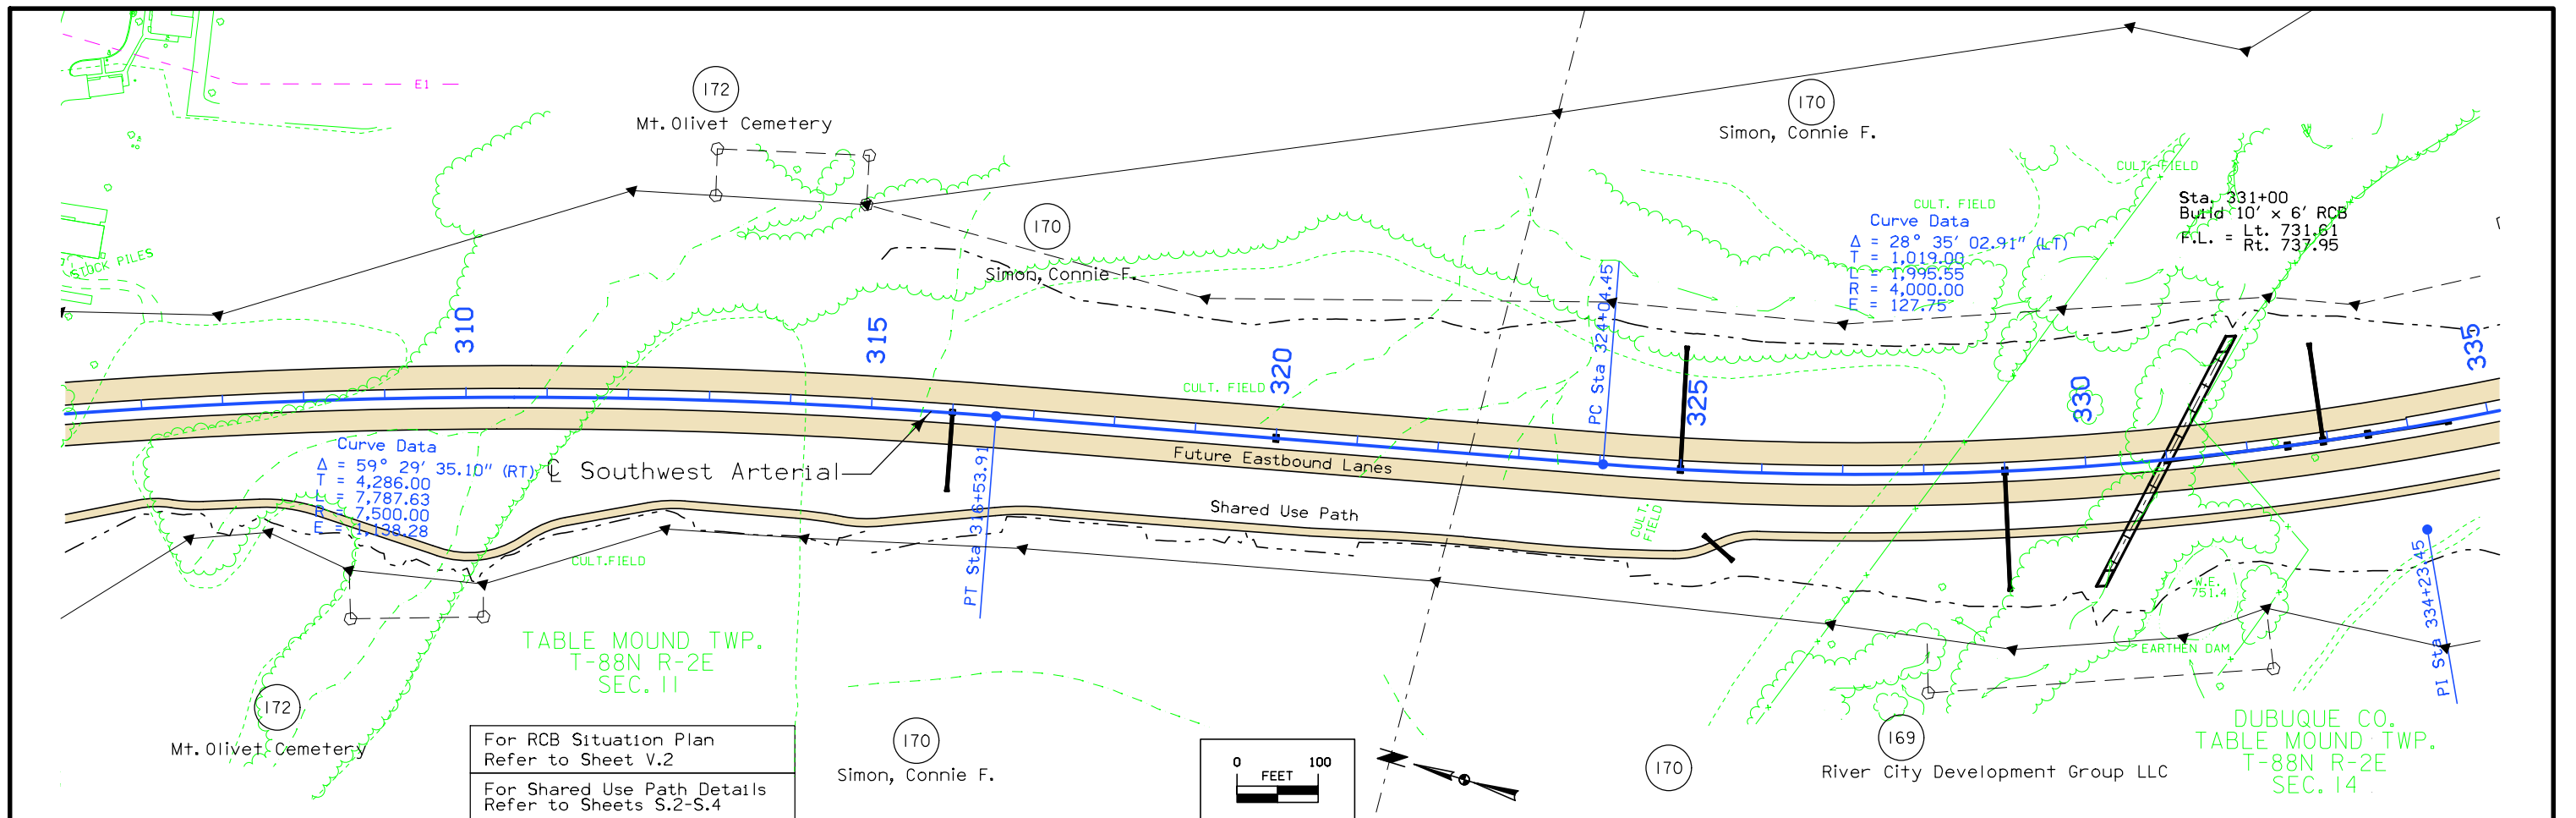 E1
172
Mt. Olivet Cemetery
170
Simon, Connie F.
CULT. FIELD
Sta. 331+00
Build 10' x 6' RCB
F.L. = Lt. 731.61
Rt. 737.95
CULT. FIELD
Curve Data
Δ = 28° 35' 02.91" (LT)
T = 1,019.00
L = 1,995.55
R = 4,000.00
E = 127.75
170
Simon, Connie F.
STOCK PILES
310
315
320
PC Sta 324+04.45
325
330
335
CULT. FIELD
Curve Data
Δ = 59° 29' 35.10" (RT)
T = 4,286.00
L = 7,787.63
R = 7,500.00
E = 1,138.28
℄ Southwest Arterial
PT Sta 316+53.91
Future Eastbound Lanes
Shared Use Path
CULT. FIELD
CULT.
FIELD
W.E.
751.4
EARTHEN DAM
PI Sta 334+23.45
TABLE MOUND TWP.
T-88N R-2E
SEC. 11
172
Mt. Olivet Cemetery
For RCB Situation Plan
Refer to Sheet V.2
For Shared Use Path Details
Refer to Sheets S.2-S.4
170
Simon, Connie F.
0 100
FEET
170
169
River City Development Group LLC
DUBUQUE CO.
TABLE MOUND TWP.
T-88N R-2E
SEC. 14